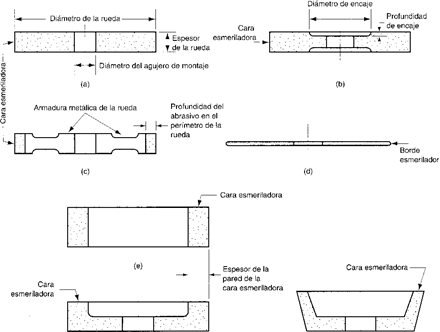 Diámetro de la rueda
Espesor
de la rueda
Diámetro del agujero de montaje
Cara esmeriladora
(a)
Diámetro de encaje
Profundidad
de encaje
Cara
esmeriladora
(b)
Armadura metálica de la rueda
Profundidad del
abrasivo en el
perímetro de la
rueda
(c)
Borde
esmerilador
(d)
Cara esmeriladora
(e)
Espesor de la
pared de la
cara esmeriladora
Cara
esmeriladora
Cara esmeriladora